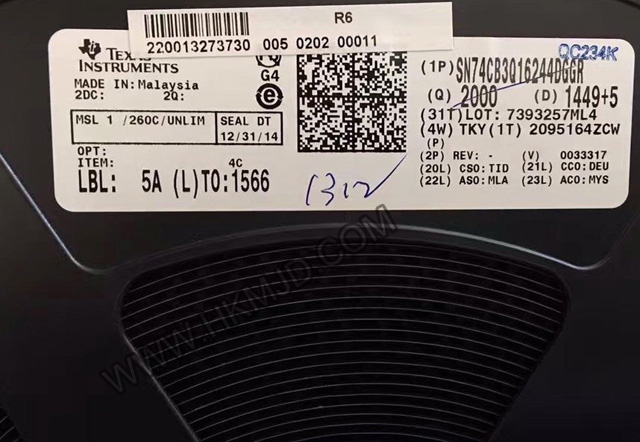 R6
220013273730 005 0202 00011
TEXAS
INSTRUMENTS
MADE IN: Malaysia
2DC: 2Q:
G4
e
MSL 1 /260C/UNLIM
SEAL DT
12/31/14
OPT:
ITEM:
4C
LBL: 5A (L)TO:1566
1312
QC234K
(1P) SN74CB3Q16244DGGR
(Q) 2000 (D) 1449+5
(31T)LOT: 7393257ML4
(4W) TKY(1T) 2095164ZCW
(P)
(2P) REV: - (V) 0033317
(20L) CSO:TID (21L) CCO:DEU
(22L) ASO:MLA (23L) ACO:MYS
WWW.HKMJD.COM